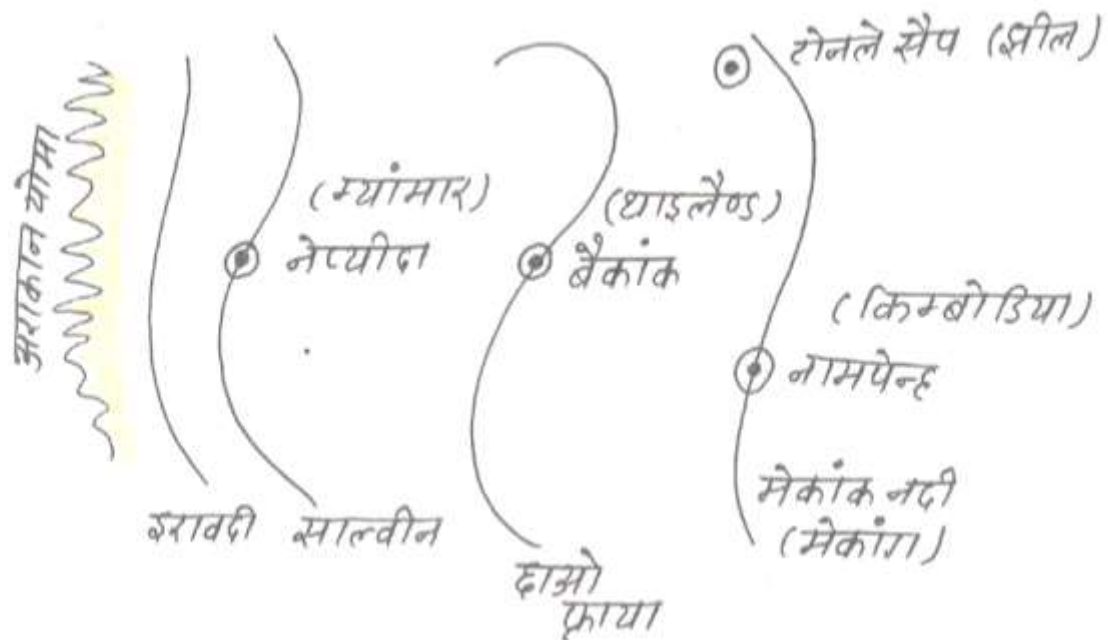 अराकान योमा
टोनले सैप (झील)
(म्यांमार)
नेप्यीदा
(थाइलैण्ड)
बैकांक
(किम्बोडिया)
नामपेन्ह
मेकांक नदी
(मेकांग)
इरावदी
साल्वीन
छाओ
फ्राया